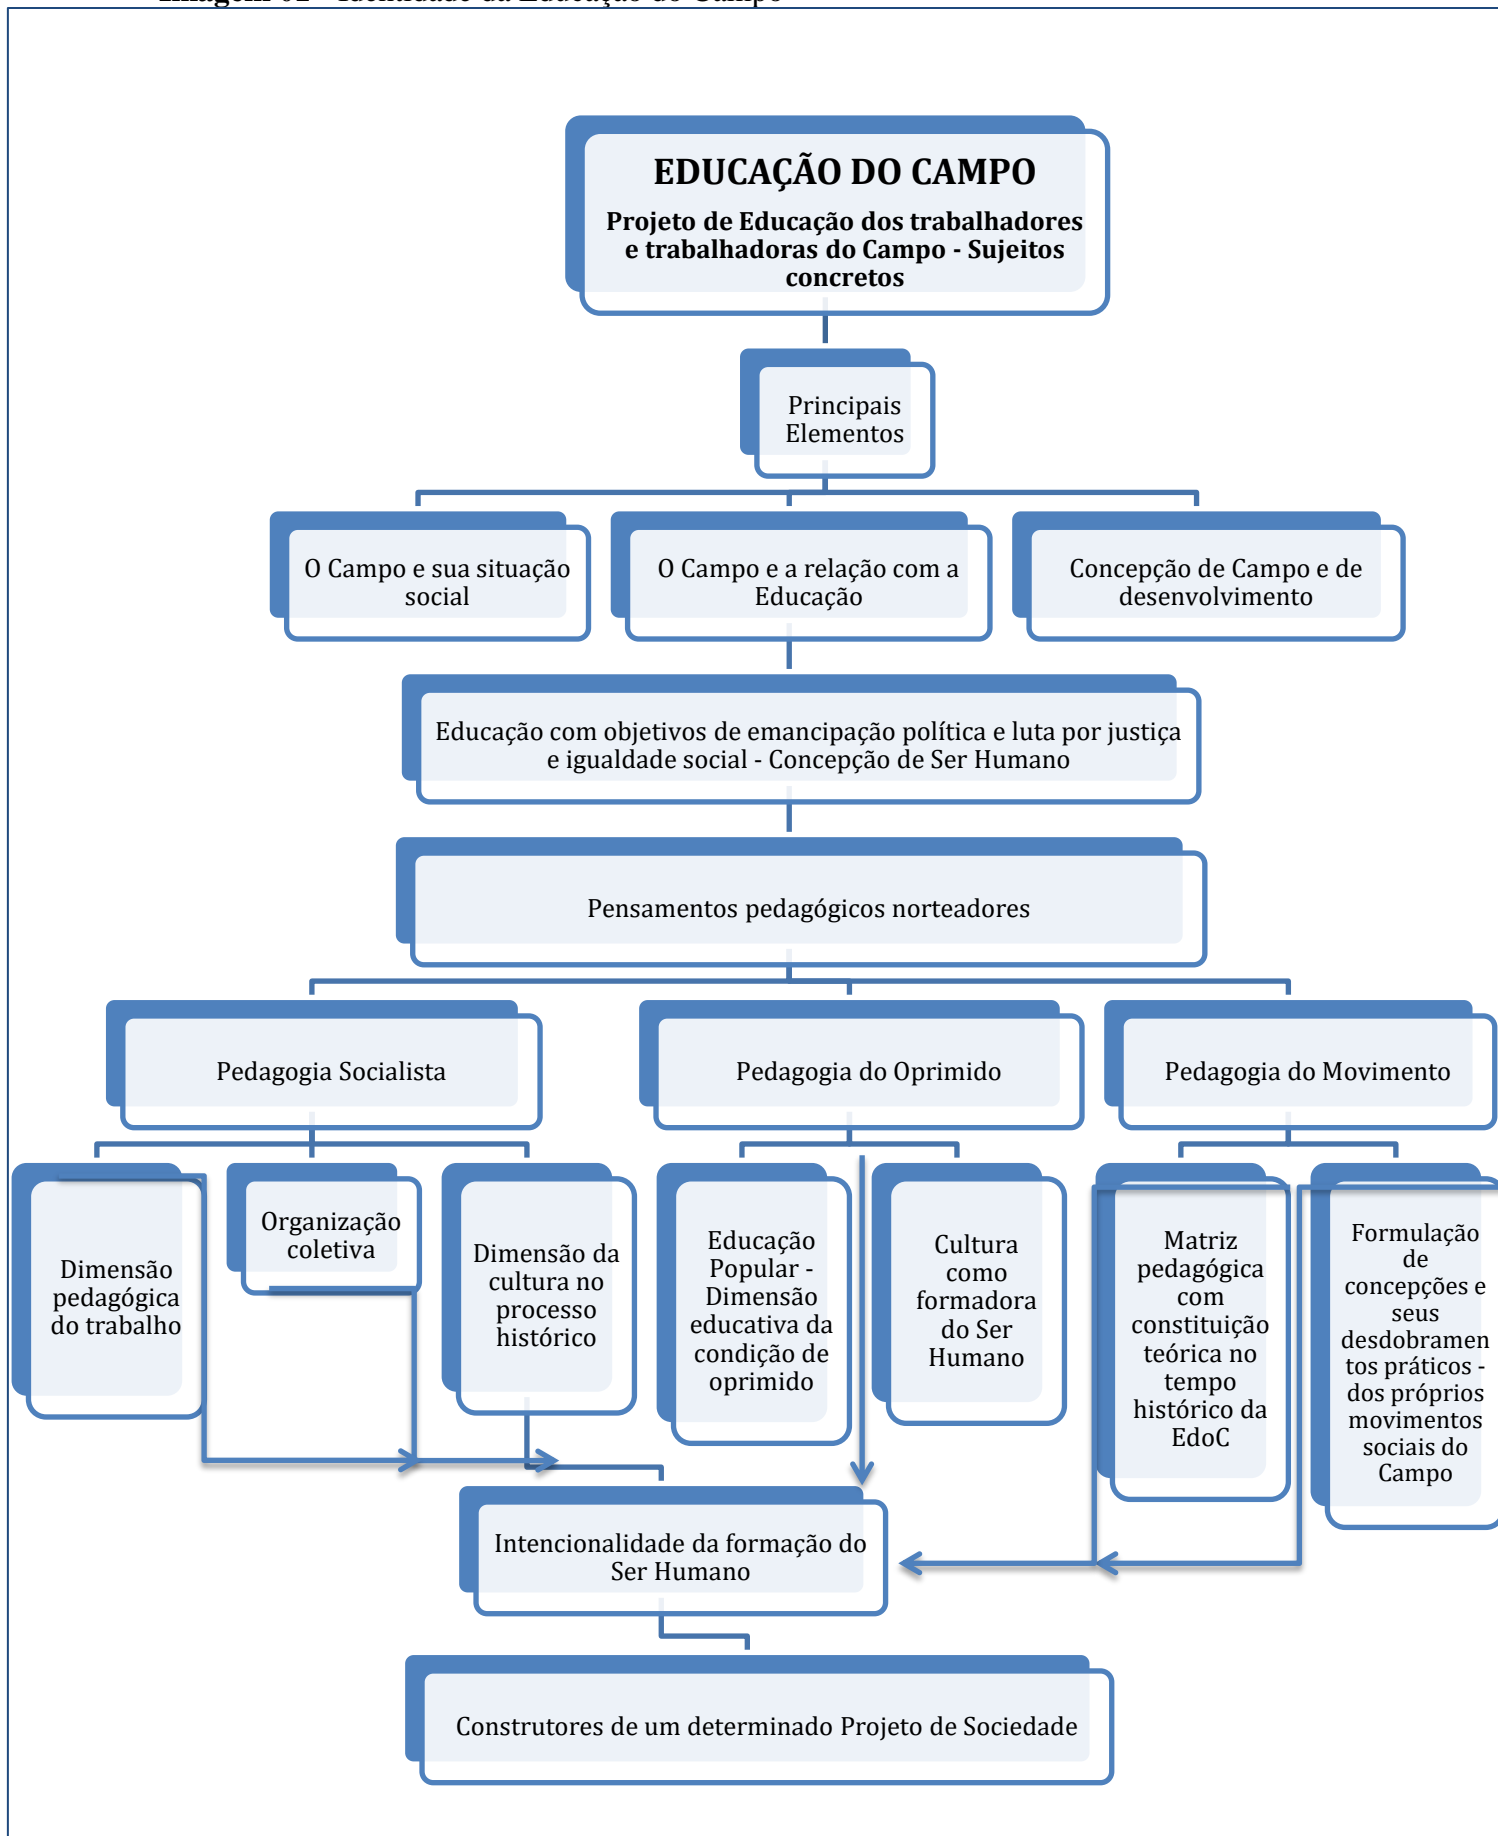 Identidade da Educação do Campo
EDUCAÇÃO DO CAMPO
Projeto de Educação dos trabalhadores
e trabalhadoras do Campo - Sujeitos
concretos
Principais
Elementos
O Campo e sua situação
social
O Campo e a relação com a
Educação
Concepção de Campo e de
desenvolvimento
Educação com objetivos de emancipação política e luta por justiça
e igualdade social - Concepção de Ser Humano
Pensamentos pedagógicos norteadores
Pedagogia Socialista
Pedagogia do Oprimido
Pedagogia do Movimento
Dimensão
pedagógica
do trabalho
Organização
coletiva
Dimensão da
cultura no
processo
histórico
Educação
Popular -
Dimensão
educativa da
condição de
oprimido
Cultura
como
formadora
do Ser
Humano
Matriz
pedagógica
com
constituição
teórica no
tempo
histórico da
EdoC
Formulação
de
concepções e
seus
desdobramen
tos práticos -
dos próprios
movimentos
sociais do
Campo
Intencionalidade da formação do
Ser Humano
Construtores de um determinado Projeto de Sociedade